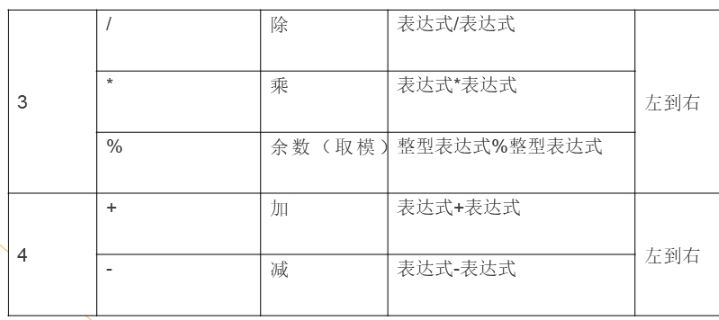 / 除 表达式/表达式
3 * 乘 表达式*表达式 左到右
% 余数（取模） 整型表达式%整型表达式
+ 加 表达式+表达式
4 - 减 表达式-表达式 左到右